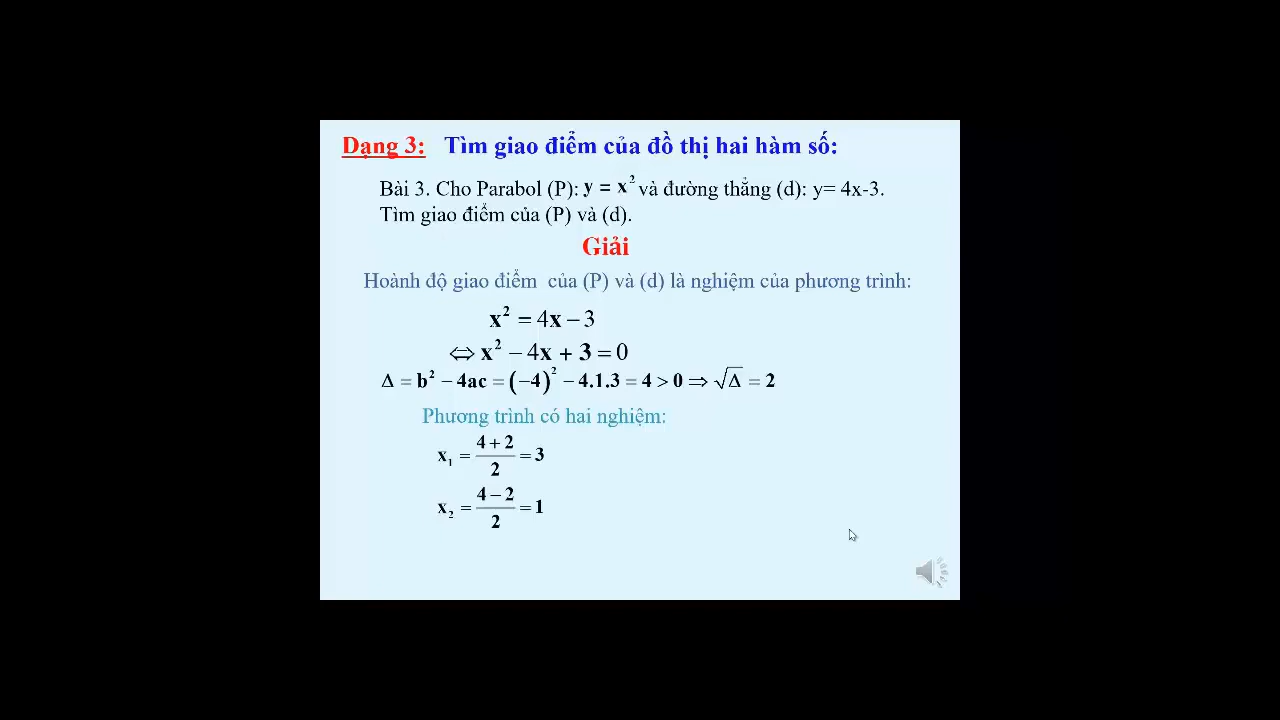 Dạng 3: Tìm giao điểm của đồ thị hai hàm số:
Bài 3. Cho Parabol (P): y = x² và đường thẳng (d): y= 4x-3.
Tìm giao điểm của (P) và (d).
Giải
Hoành độ giao điểm của (P) và (d) là nghiệm của phương trình:
x² = 4x − 3
⇔ x² − 4x + 3 = 0
Δ = b² − 4ac = (−4)² − 4.1.3 = 4 > 0 ⇒ √Δ = 2
Phương trình có hai nghiệm:
x₁ = (4 + 2)/2 = 3
x₂ = (4 − 2)/2 = 1